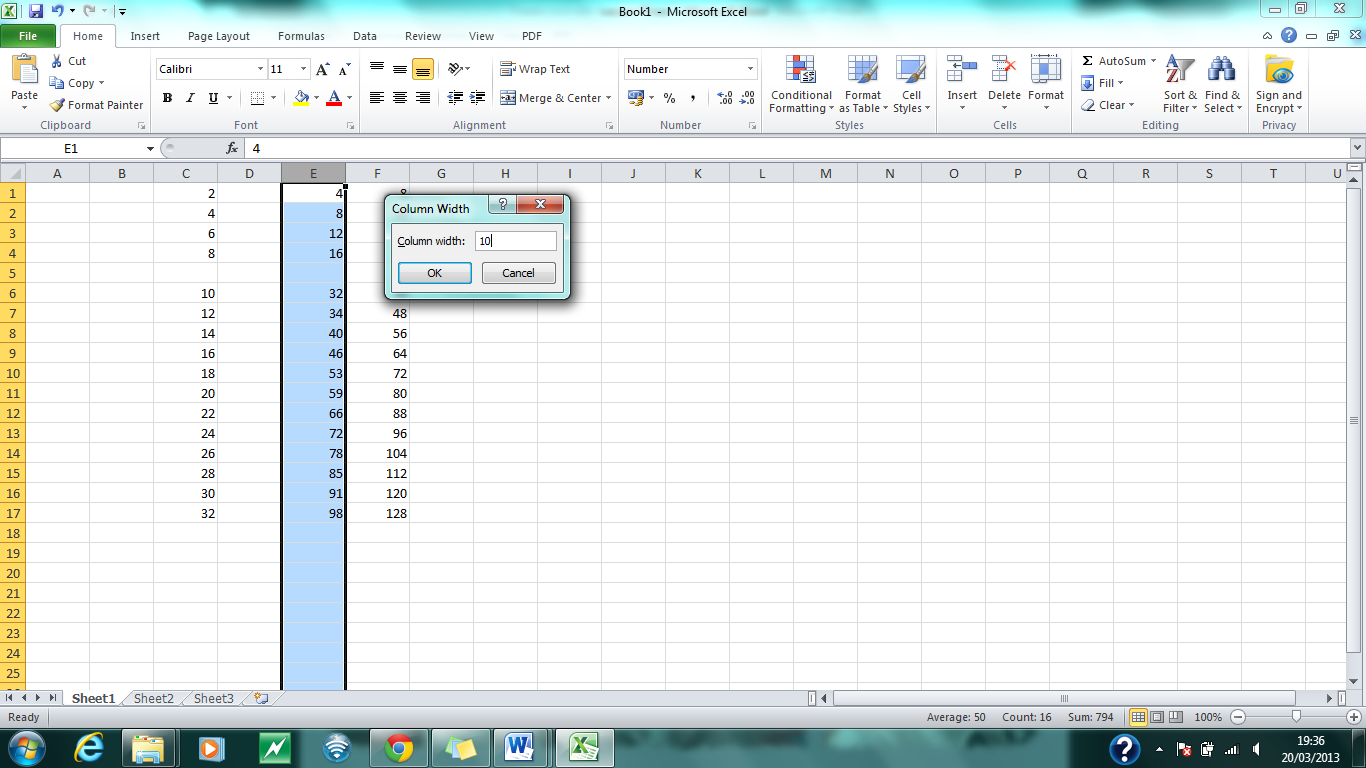 Book1 - Microsoft Excel
File Home Insert Page Layout Formulas Data Review View PDF
Paste Cut Copy Format Painter
Calibri 11
B I U A
Wrap Text
Merge & Center
Number
% ,
Conditional Formatting Format as Table Cell Styles
Insert Delete Format
Σ AutoSum Fill Clear
Sort & Filter Find & Select
Sign and Encrypt
Clipboard Font Alignment Number Styles Cells Editing Privacy
E1 fx 4
A B C D E F G H I J K L M N O P Q R S T U
1 2 4 8
2 4 8
3 6 12
4 8 16
5
6 10 32
7 12 34 48
8 14 40 56
9 16 46 64
10 18 53 72
11 20 59 80
12 22 66 88
13 24 72 96
14 26 78 104
15 28 85 112
16 30 91 120
17 32 98 128
18
19
20
21
22
23
24
25
Column Width ?
Column width: 10
OK Cancel
Sheet1 Sheet2 Sheet3
Ready Average: 50 Count: 16 Sum: 794 100%
19:36
20/03/2013